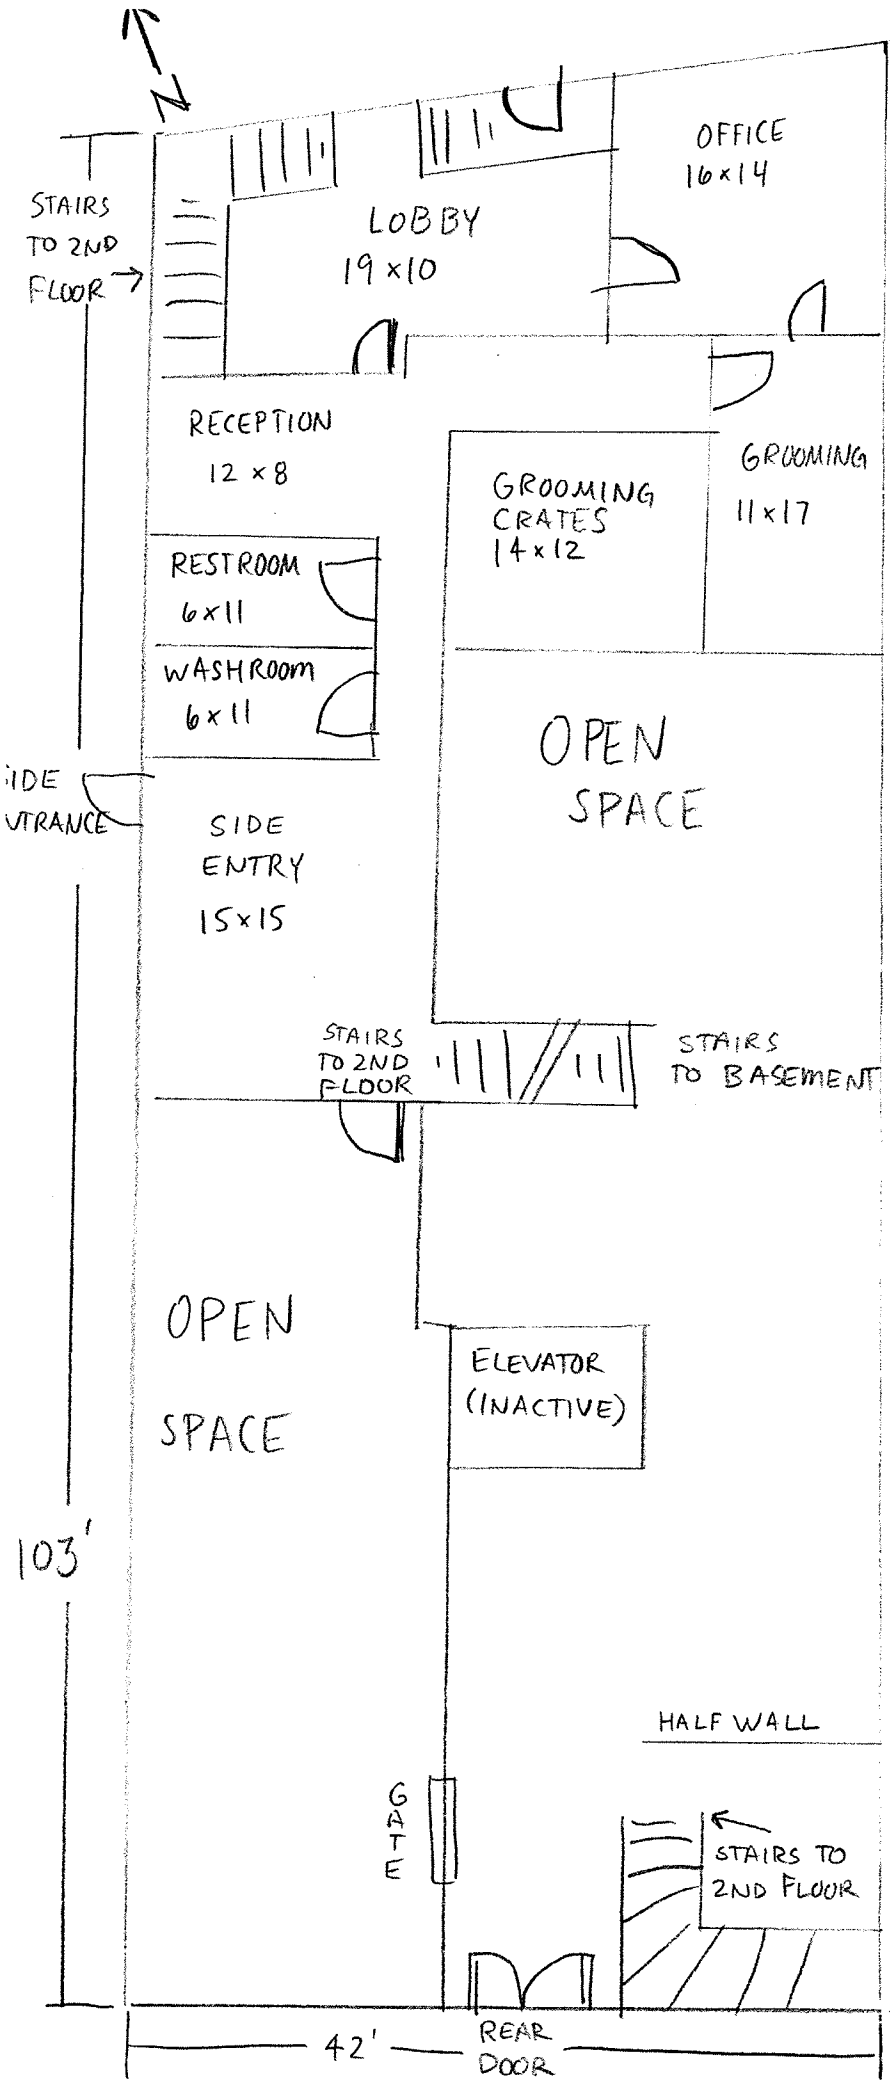 N
OFFICE
16 x 14
STAIRS
TO 2ND
FLOOR
LOBBY
19 x 10
RECEPTION
12 x 8
GROOMING
11 x 17
GROOMING
CRATES
14 x 12
RESTROOM
6 x 11
WASHROOM
6 x 11
OPEN
SPACE
SIDE
ENTRY
15 x 15
STAIRS
TO 2ND
FLOOR
STAIRS
TO BASEMENT
OPEN
SPACE
ELEVATOR
(INACTIVE)
103'
HALF WALL
GATE
STAIRS TO
2ND FLOOR
REAR
DOOR
42'